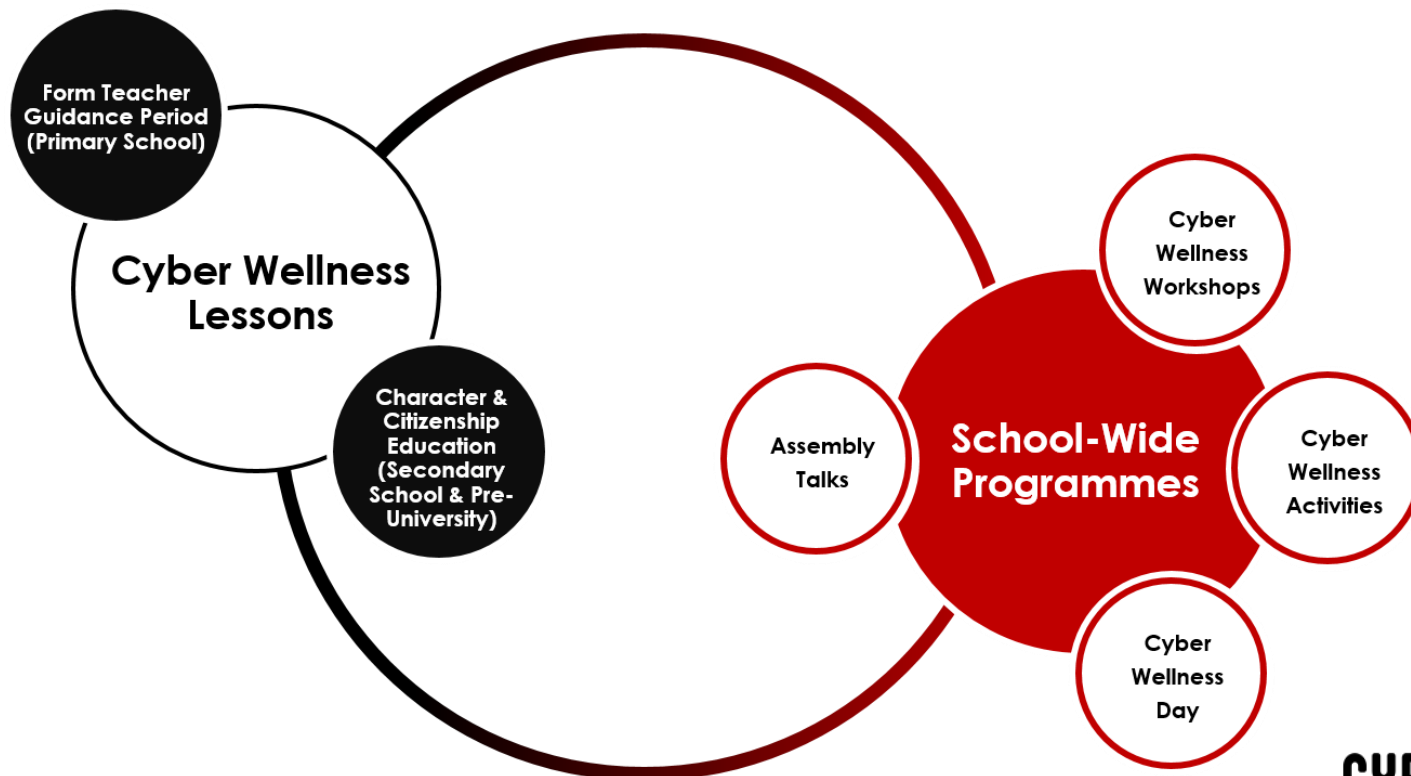 Form Teacher
Guidance Period
(Primary School)
Cyber Wellness
Lessons
Character &
Citizenship
Education
(Secondary
School & Pre-
University)
Assembly
Talks
School-Wide
Programmes
Cyber
Wellness
Workshops
Cyber
Wellness
Activities
Cyber
Wellness
Day